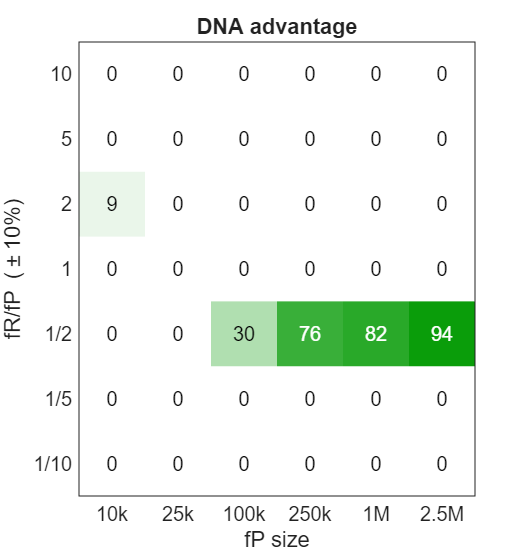 DNA advantage
10 0 0 0 0 0 0
5 0 0 0 0 0 0
2 9 0 0 0 0 0
1 0 0 0 0 0 0
1/2 0 0 30 76 82 94
1/5 0 0 0 0 0 0
1/10 0 0 0 0 0 0
10k 25k 100k 250k 1M 2.5M
fP size
fR/fP ( ± 10%)